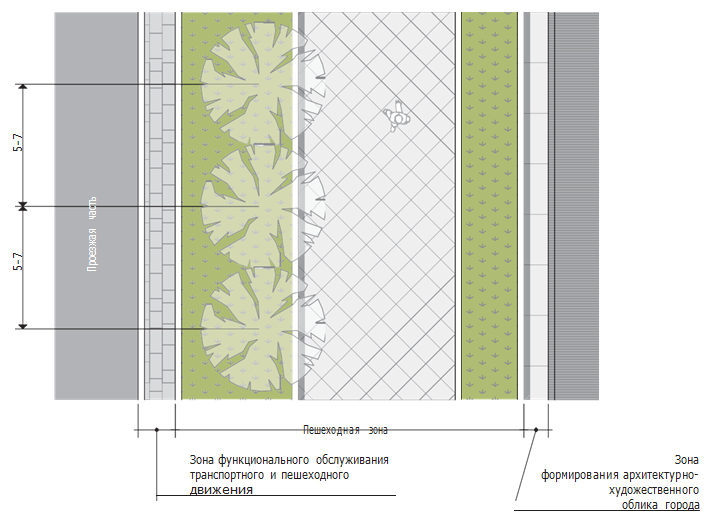 5-7
Проезжая часть
5-7
Пешеходная зона
Зона функционального обслуживания
транспортного и пешеходного
движения
Зона
формирования архитектурно-
художественного
облика города